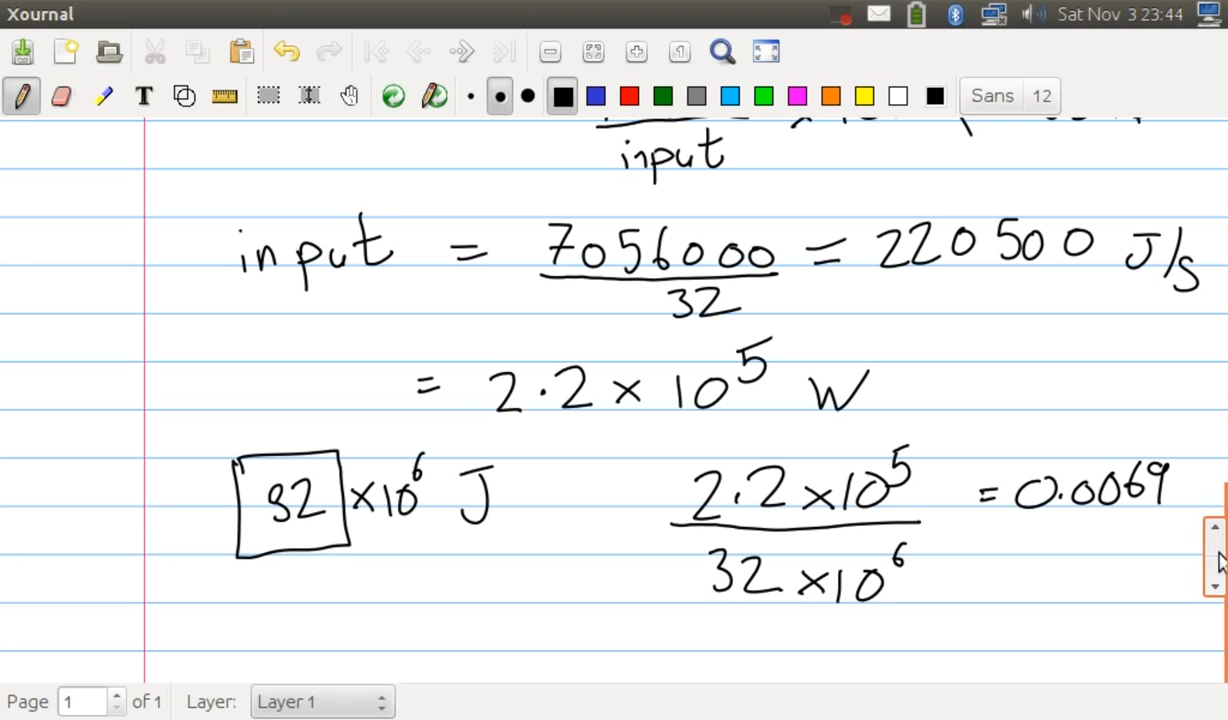 Xournal
Sat Nov 3 23:44
Sans 12
input
input = 7056000 = 220500 J/s
32
= 2.2 × 10^5 W
32 ×10^6 J
2.2 ×10^5 = 0.0069
32 ×10^6
Page 1 of 1 Layer: Layer 1